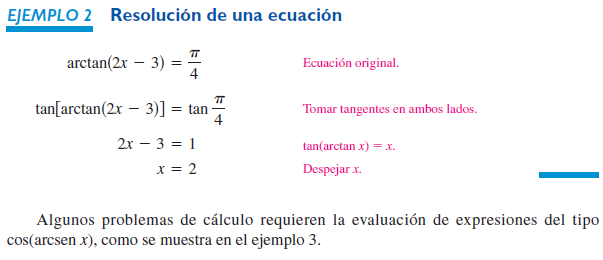 EJEMPLO 2 Resolución de una ecuación
arctan(2x − 3) = π/4 Ecuación original.
tan[arctan(2x − 3)] = tan π/4 Tomar tangentes en ambos lados.
2x − 3 = 1 tan(arctan x) = x.
x = 2 Despejar x.
Algunos problemas de cálculo requieren la evaluación de expresiones del tipo
cos(arcsen x), como se muestra en el ejemplo 3.